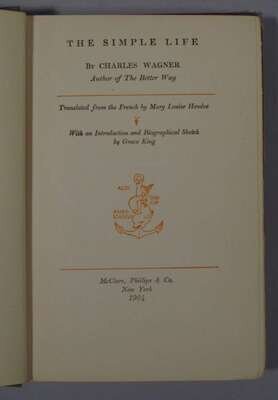 THE SIMPLE LIFE
By CHARLES WAGNER
Author of The Better Way
Translated from the French by Mary Louise Hendee
With an Introduction and Biographical Sketch
by Grace King
McClure, Phillips & Co.
New York
1904